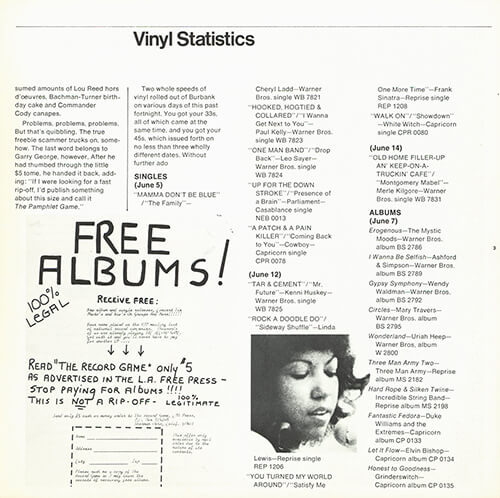 Vinyl Statistics
sumed amounts of Lou Reed hors
d'oeuvres, Bachman-Turner birth-
day cake and Commander
Cody canapes.
Problems, problems, problems.
But that's quibbling. The true
freebie scammer trucks on, some-
how. The last word belongs to
Garry George, however. After he
had thumbed through the little
$5 tome, he handed it back, add-
ing: "If I were looking for a fast
rip-off, I'd publish something
about this size and call it
The Pamphlet Game."
Two whole speeds of
vinyl rolled out of Burbank
on various days of this past
fortnight. You got your 33s,
all of which came at the
same time, and you got your
45s, which issued forth on
no less than three wholly
different dates. Without
further ado
SINGLES
(June 5)
"MAMMA DON'T BE BLUE"
/"The Family"—
Cheryl Ladd—Warner
Bros. single WB 7821
"HOOKED, HOGTIED &
COLLARED"/"I Wanna
Get Next to You"—
Paul Kelly—Warner Bros.
single WB 7823
"ONE MAN BAND"/"Drop
Back"—Leo Sayer—
Warner Bros. single
WB 7824
"UP FOR THE DOWN
STROKE"/"Presence of
a Brain"—Parliament—
Casablanca single
NEB 0013
"A PATCH & A PAIN
KILLER"/"Coming Back
to You"—Cowboy—
Capricorn single
CPR 0078
(June 12)
"TAR & CEMENT"/"Mr.
Future"—Kenni Huskey—
Warner Bros. single
WB 7825
"ROCK A DOODLE DO"/
"Sideway Shuffle"—Linda
Lewis—Reprise single
REP 1206
"YOU TURNED MY WORLD
AROUND"/"Satisfy Me
One More Time"—Frank
Sinatra—Reprise single
REP 1208
"WALK ON"/"Showdown"
—White Witch—Capricorn
single CPR 0080
(June 14)
"OLD HOME FILLER-UP
AN' KEEP-ON-A-
TRUCKIN' CAFE"/
"Montgomery Mabel"—
Merle Kilgore—Warner
Bros. single WB 7831
ALBUMS
(June 7)
Erogenous—The Mystic
Moods—Warner Bros.
album BS 2786
I Wanna Be Selfish—Ashford
& Simpson—Warner Bros.
album BS 2789
Gypsy Symphony—Wendy
Waldman—Warner Bros.
album BS 2792
Circles—Mary Travers—
Warner Bros. album
BS 2795
Wonderland—Uriah Heep—
Warner Bros. album
W 2800
Three Man Army Two—
Three Man Army—Reprise
album MS 2182
Hard Rope & Silken Twine—
Incredible String Band—
Reprise album MS 2198
Fantastic Fedora—Duke
Williams and the
Extremes—Capricorn
album CP 0133
Let It Flow—Elvin Bishop—
Capricorn album CP 0134
Honest to Goodness—
Grinderswitch—
Capricorn album CP 0135
3
FREE
ALBUMS!
100%
LEGAL
RECEIVE FREE:
READ "THE RECORD GAME" ONLY $5
AS ADVERTISED IN THE L.A. FREE PRESS -
STOP PAYING FOR ALBUMS!!!!
THIS IS NOT A RIP-OFF - 100% LEGITIMATE
Name
Address
City